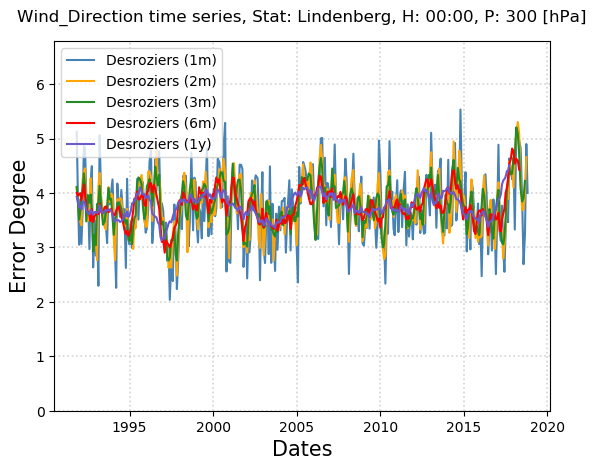 Wind_Direction time series, Stat: Lindenberg, H: 00:00, P: 300 [hPa]
Desroziers (1m)
Desroziers (2m)
Desroziers (3m)
Desroziers (6m)
Desroziers (1y)
Error Degree
6
5
4
3
2
1
0
1995 2000 2005 2010 2015 2020
Dates